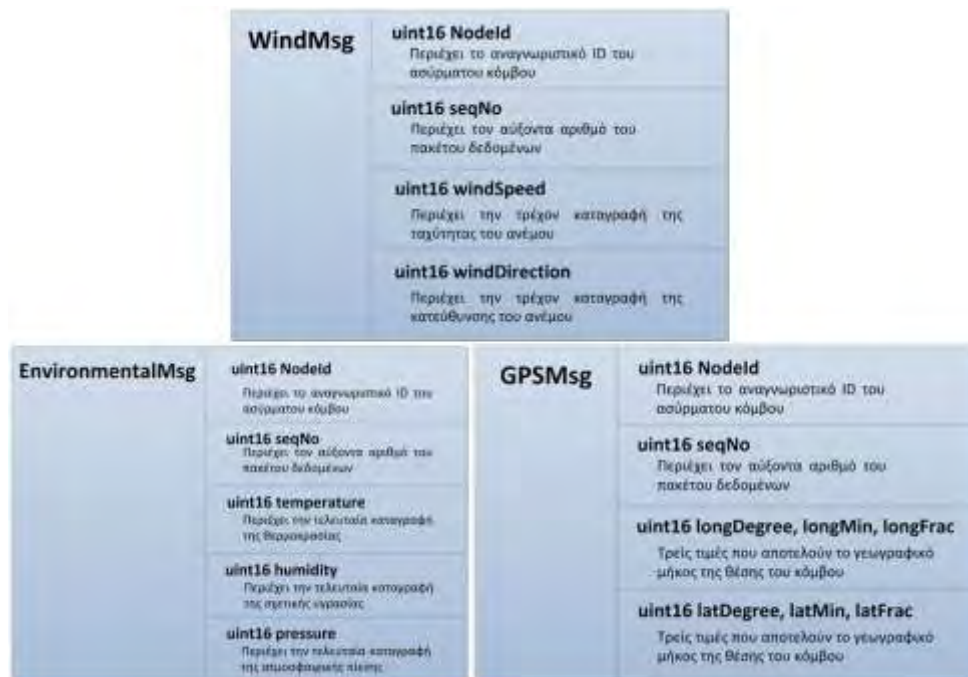 WindMsg
uint16 NodeId
Περιέχει το αναγνωριστικό ID του
ασύρματου κόμβου
uint16 seqNo
Περιέχει τον αύξοντα αριθμό του
πακέτου δεδομένων
uint16 windSpeed
Περιέχει την τρέχον καταγραφή της
ταχύτητας του ανέμου
uint16 windDirection
Περιέχει την τρέχον καταγραφή της
κατεύθυνσης του ανέμου
EnvironmentalMsg
uint16 NodeId
Περιέχει το αναγνωριστικό ID του
ασύρματου κόμβου
uint16 seqNo
Περιέχει τον αύξοντα αριθμό του
πακέτου δεδομένων
uint16 temperature
Περιέχει την τελευταία καταγραφή
της θερμοκρασίας
uint16 humidity
Περιέχει την τελευταία καταγραφή
της σχετικής υγρασίας
uint16 pressure
Περιέχει την τελευταία καταγραφή
της ατμοσφαιρικής πίεσης
GPSMsg
uint16 NodeId
Περιέχει το αναγνωριστικό ID του
ασύρματου κόμβου
uint16 seqNo
Περιέχει τον αύξοντα αριθμό του
πακέτου δεδομένων
uint16 longDegree, longMin, longFrac
Τρείς τιμές που αποτελούν το γεωγραφικό
μήκος της θέσης του κόμβου
uint16 latDegree, latMin, latFrac
Τρείς τιμές που αποτελούν το γεωγραφικό
μήκος της θέσης του κόμβου